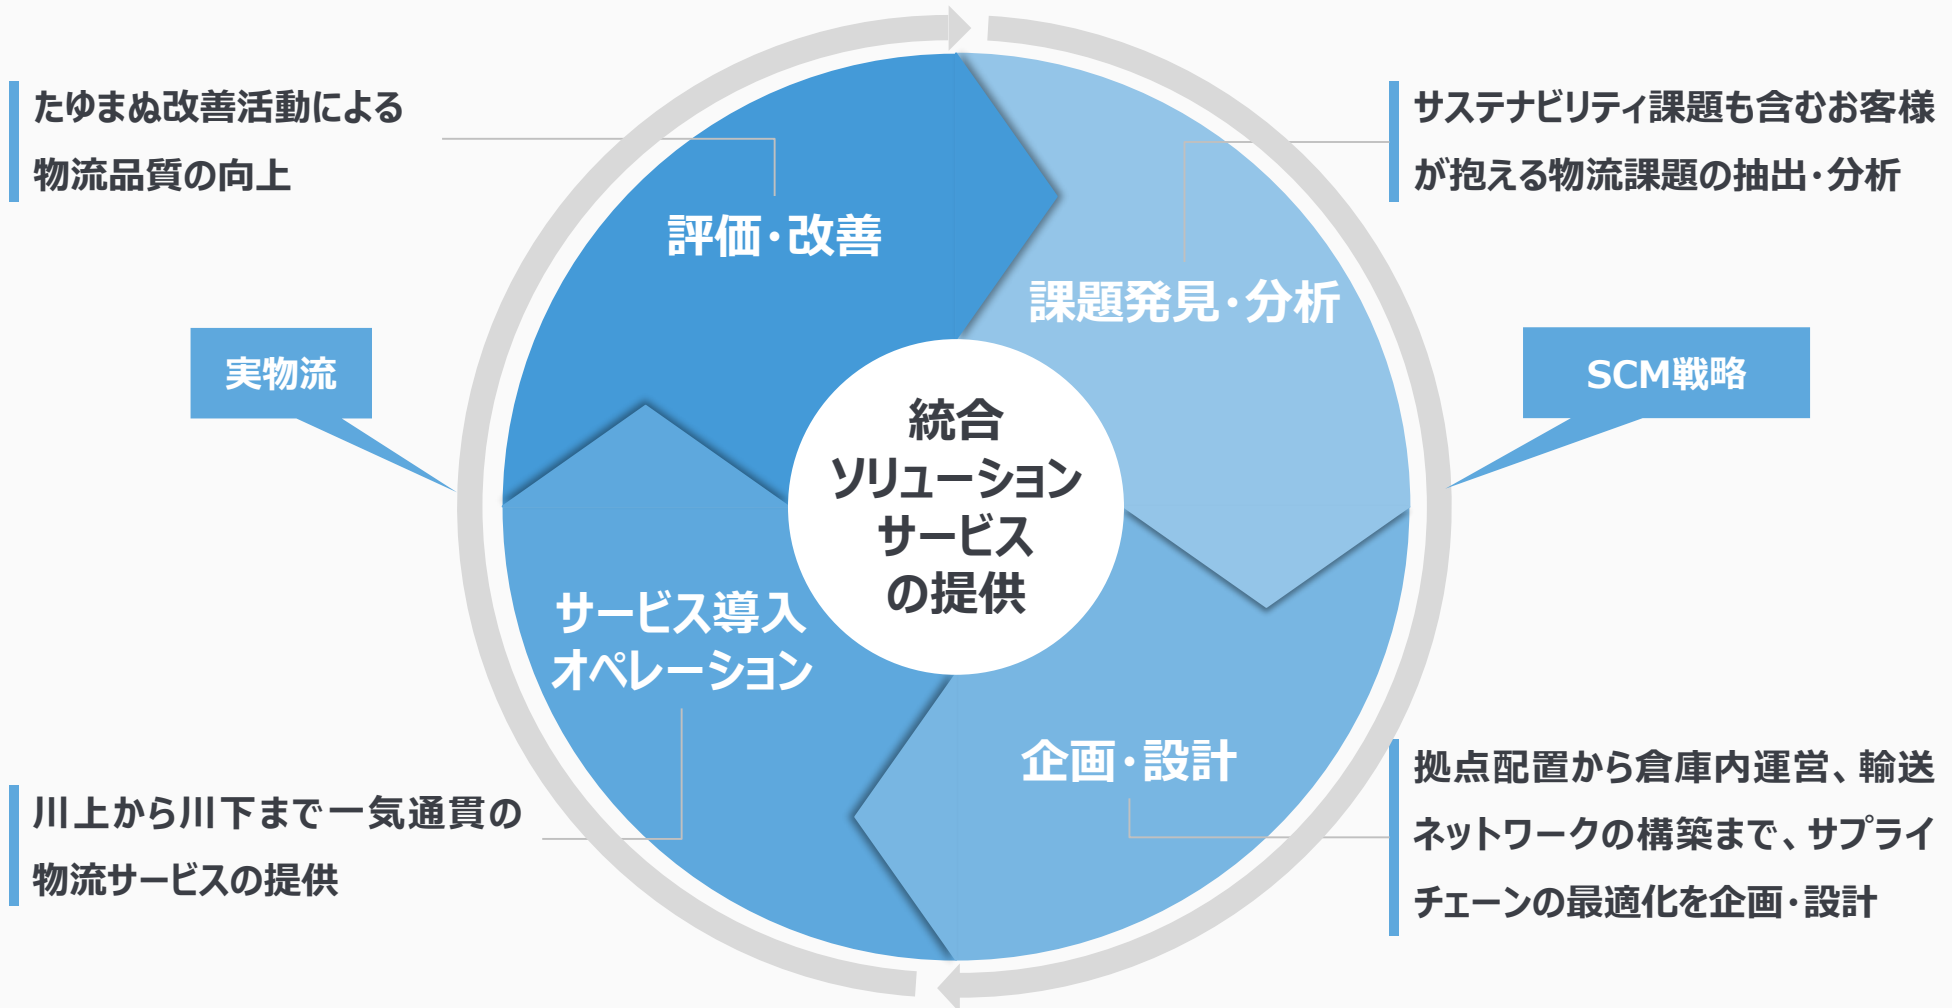 たゆまぬ改善活動による
物流品質の向上
サステナビリティ課題も含むお客様
が抱える物流課題の抽出・分析
評価・改善
課題発見・分析
実物流
SCM戦略
統合
ソリューション
サービス
の提供
サービス導入
オペレーション
企画・設計
川上から川下まで一気通貫の
物流サービスの提供
拠点配置から倉庫内運営、輸送
ネットワークの構築まで、サプライ
チェーンの最適化を企画・設計